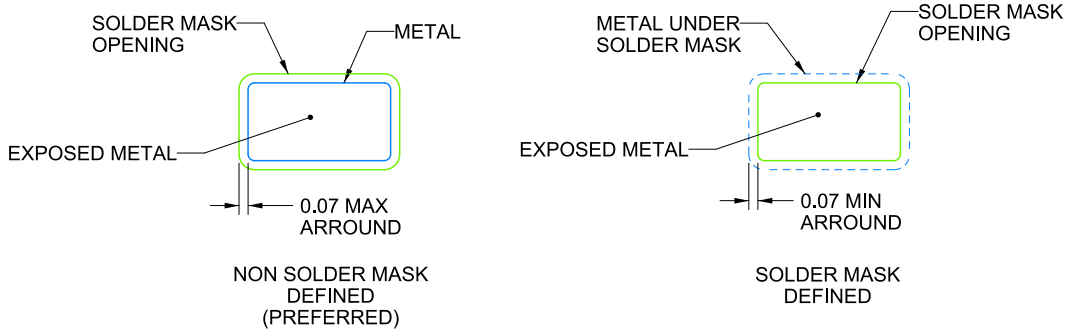 SOLDER MASK
OPENING
METAL
EXPOSED METAL
0.07 MAX
ARROUND
NON SOLDER MASK
DEFINED
(PREFERRED)
METAL UNDER
SOLDER MASK
SOLDER MASK
OPENING
EXPOSED METAL
0.07 MIN
ARROUND
SOLDER MASK
DEFINED